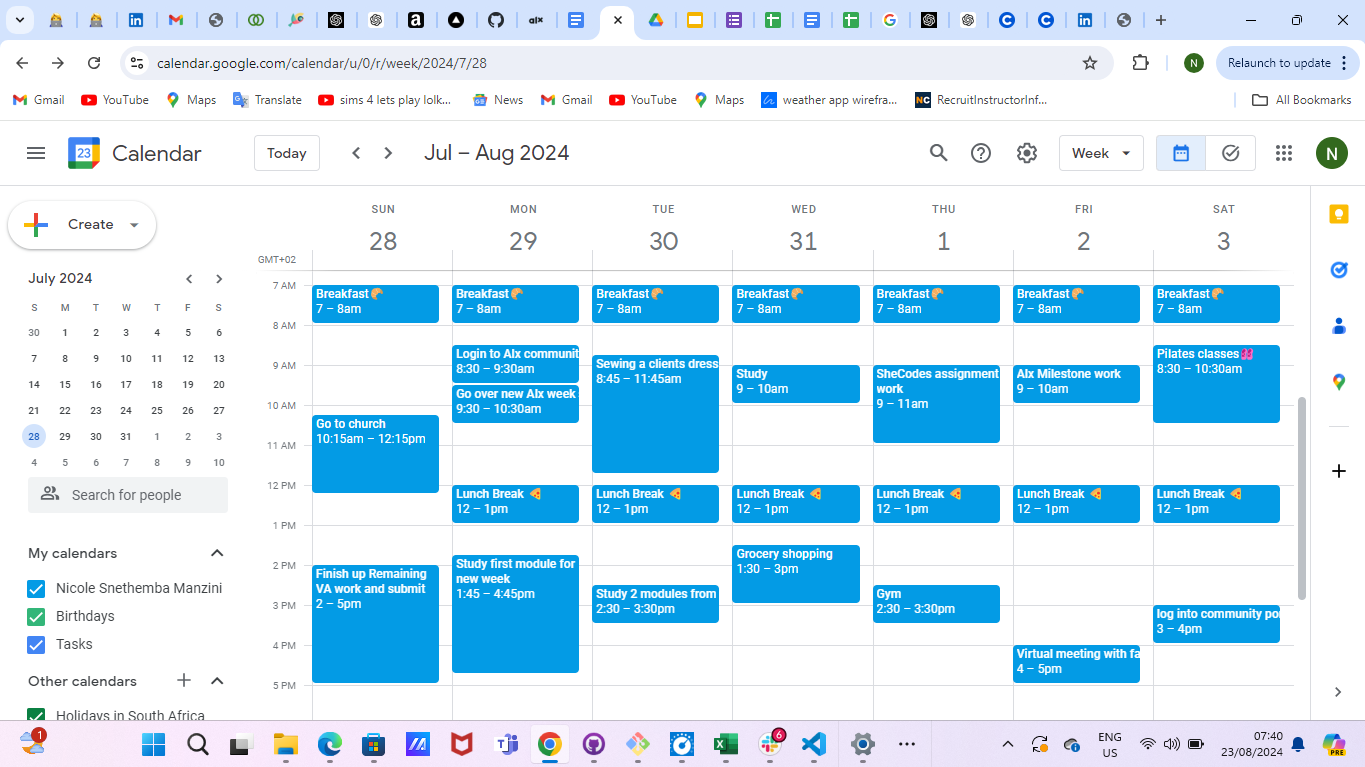 calendar.google.com/calendar/u/0/r/week/2024/7/28
N
Relaunch to update
Gmail
YouTube
Maps
Translate
sims 4 lets play lolk...
News
Gmail
YouTube
Maps
weather app wirefra...
RecruitInstructorInf...
All Bookmarks
23
Calendar
Today
Jul – Aug 2024
Week
N
Create
July 2024
S M T W T F S
30 1 2 3 4 5 6
7 8 9 10 11 12 13
14 15 16 17 18 19 20
21 22 23 24 25 26 27
28 29 30 31 1 2 3
4 5 6 7 8 9 10
Search for people
My calendars
Nicole Snethemba Manzini
Birthdays
Tasks
Other calendars
Holidays in South Africa
SUN MON TUE WED THU FRI SAT
28 29 30 31 1 2 3
GMT+02
7 AM
8 AM
9 AM
10 AM
11 AM
12 PM
1 PM
2 PM
3 PM
4 PM
5 PM
Breakfast🥐
7 – 8am
Go to church
10:15am – 12:15pm
Finish up Remaining
VA work and submit
2 – 5pm
Breakfast🥐
7 – 8am
Login to Alx communit
8:30 – 9:30am
Go over new Alx week
9:30 – 10:30am
Lunch Break 🍕
12 – 1pm
Study first module for
new week
1:45 – 4:45pm
Breakfast🥐
7 – 8am
Sewing a clients dress
8:45 – 11:45am
Lunch Break 🍕
12 – 1pm
Study 2 modules from
2:30 – 3:30pm
Breakfast🥐
7 – 8am
Study
9 – 10am
Lunch Break 🍕
12 – 1pm
Grocery shopping
1:30 – 3pm
Breakfast🥐
7 – 8am
SheCodes assignment
work
9 – 11am
Lunch Break 🍕
12 – 1pm
Gym
2:30 – 3:30pm
Breakfast🥐
7 – 8am
Alx Milestone work
9 – 10am
Lunch Break 🍕
12 – 1pm
Virtual meeting with fa
4 – 5pm
Breakfast🥐
7 – 8am
Pilates classes🩰
8:30 – 10:30am
Lunch Break 🍕
12 – 1pm
log into community po
3 – 4pm
1
6
ENG
US
07:40
23/08/2024
PRE